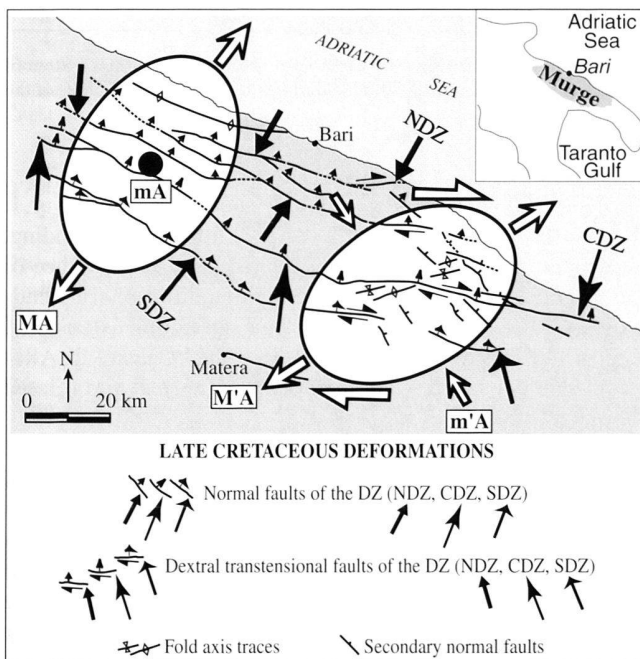 ADRIATIC
SEA
Adriatic
Sea
Bari
Murge
Taranto
Gulf
Bari
NDZ
mA
CDZ
SDZ
MA
N
0 20 km
Matera
M'A
m'A
LATE CRETACEOUS DEFORMATIONS
Normal faults of the DZ (NDZ, CDZ, SDZ)
Dextral transtensional faults of the DZ (NDZ, CDZ, SDZ)
Fold axis traces
Secondary normal faults